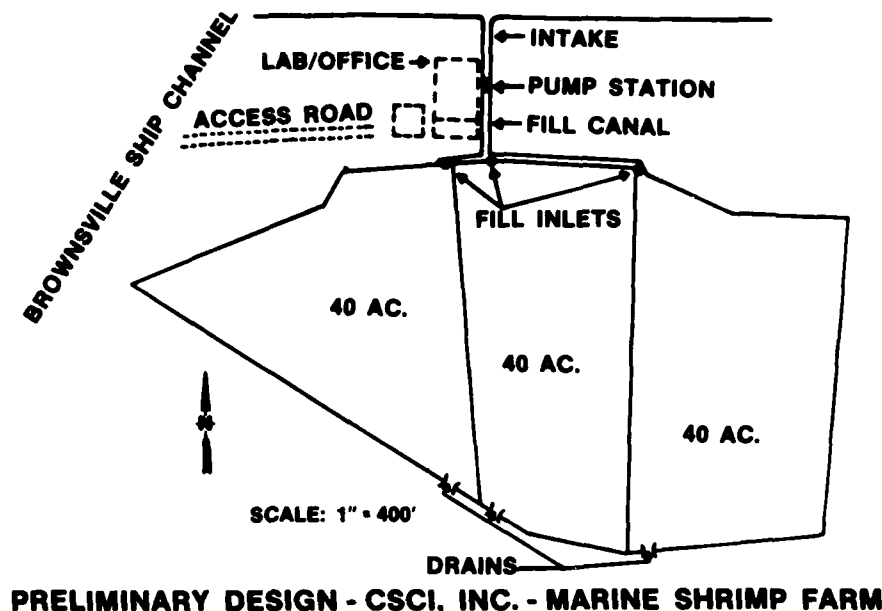 INTAKE
LAB/OFFICE
PUMP STATION
ACCESS ROAD
FILL CANAL
BROWNSVILLE SHIP CHANNEL
FILL INLETS
40 AC.
40 AC.
40 AC.
SCALE: 1" = 400'
DRAINS
PRELIMINARY DESIGN - CSCI, INC. - MARINE SHRIMP FARM